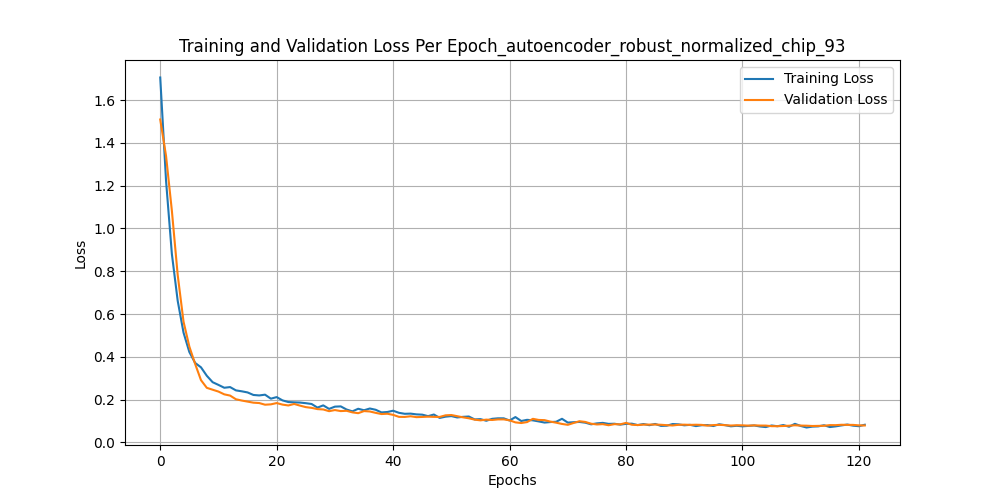 Training and Validation Loss Per Epoch_autoencoder_robust_normalized_chip_93
Training Loss
Validation Loss
Loss
1.6
1.4
1.2
1.0
0.8
0.6
0.4
0.2
0.0
0 20 40 60 80 100 120
Epochs